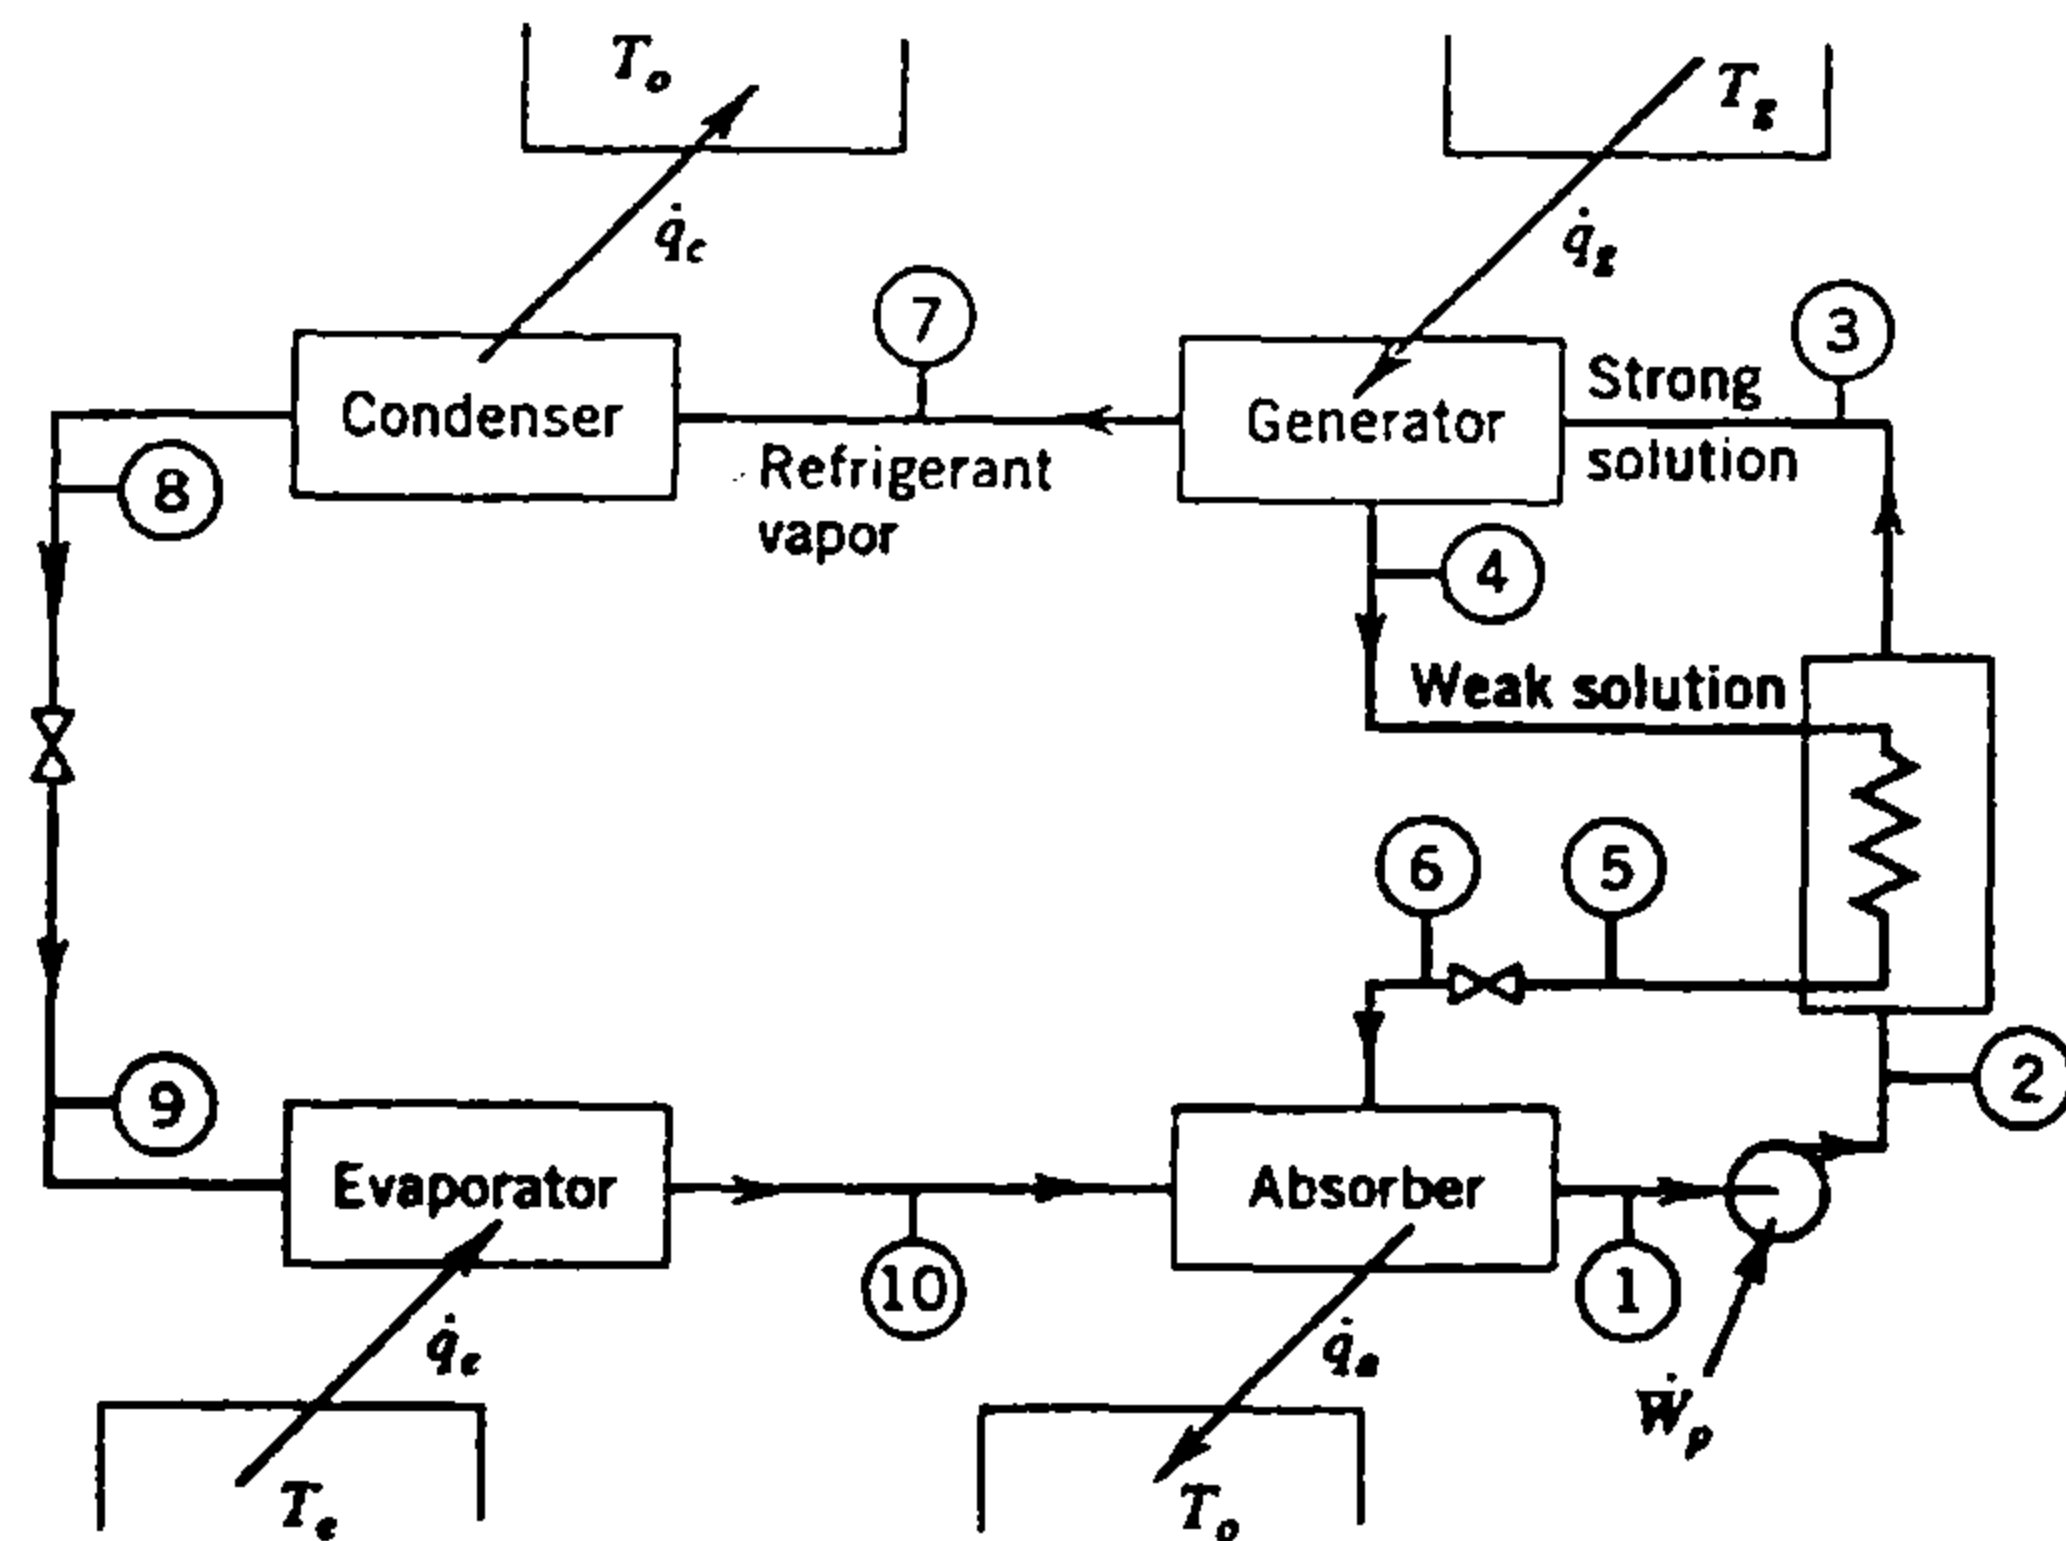 T_o
T_g
q̇_c
q̇_g
7
3
Condenser
Generator
Strong
solution
8
Refrigerant
vapor
4
Weak solution
6
5
9
2
Evaporator
Absorber
10
1
q̇_e
q̇_a
Ẇ_p
T_e
T_o